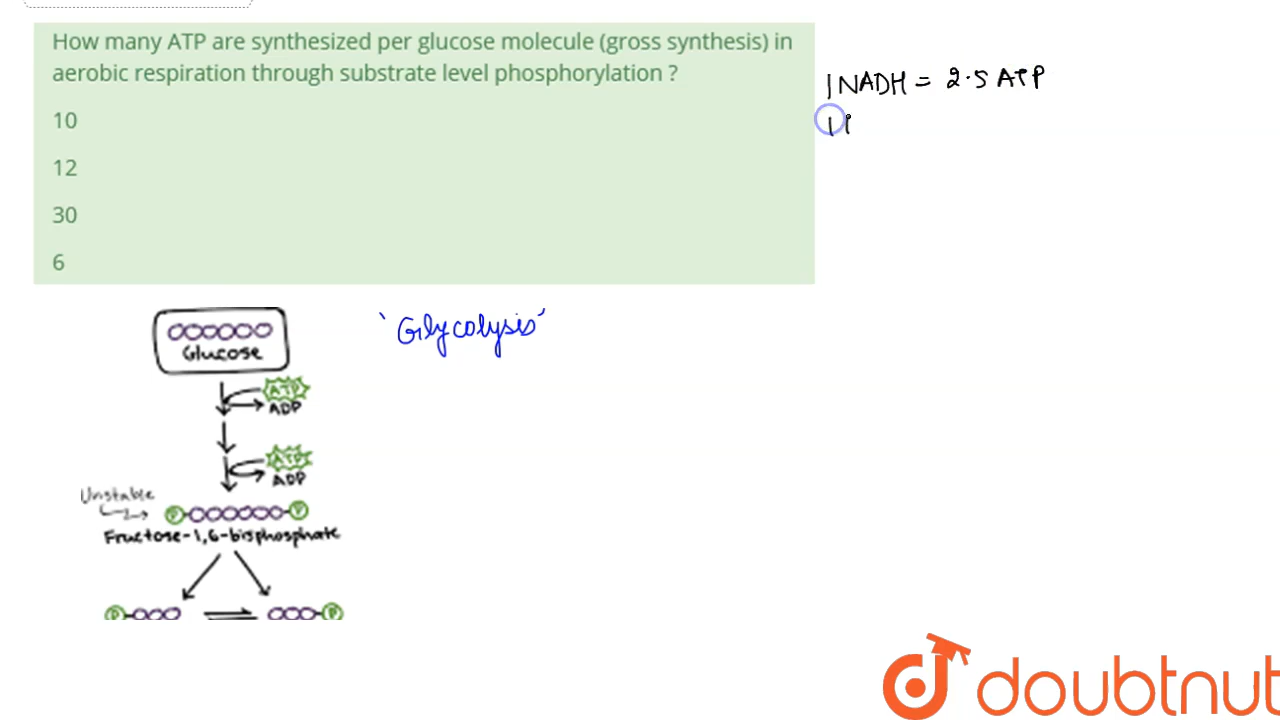 How many ATP are synthesized per glucose molecule (gross synthesis) in
aerobic respiration through substrate level phosphorylation ?
10
12
30
6
1 NADH = 2.5 ATP
'Glycolysis'
Glucose
ATP
ADP
ATP
ADP
Unstable
P P
Fructose-1,6-bisphosphate
P P
doubtnut